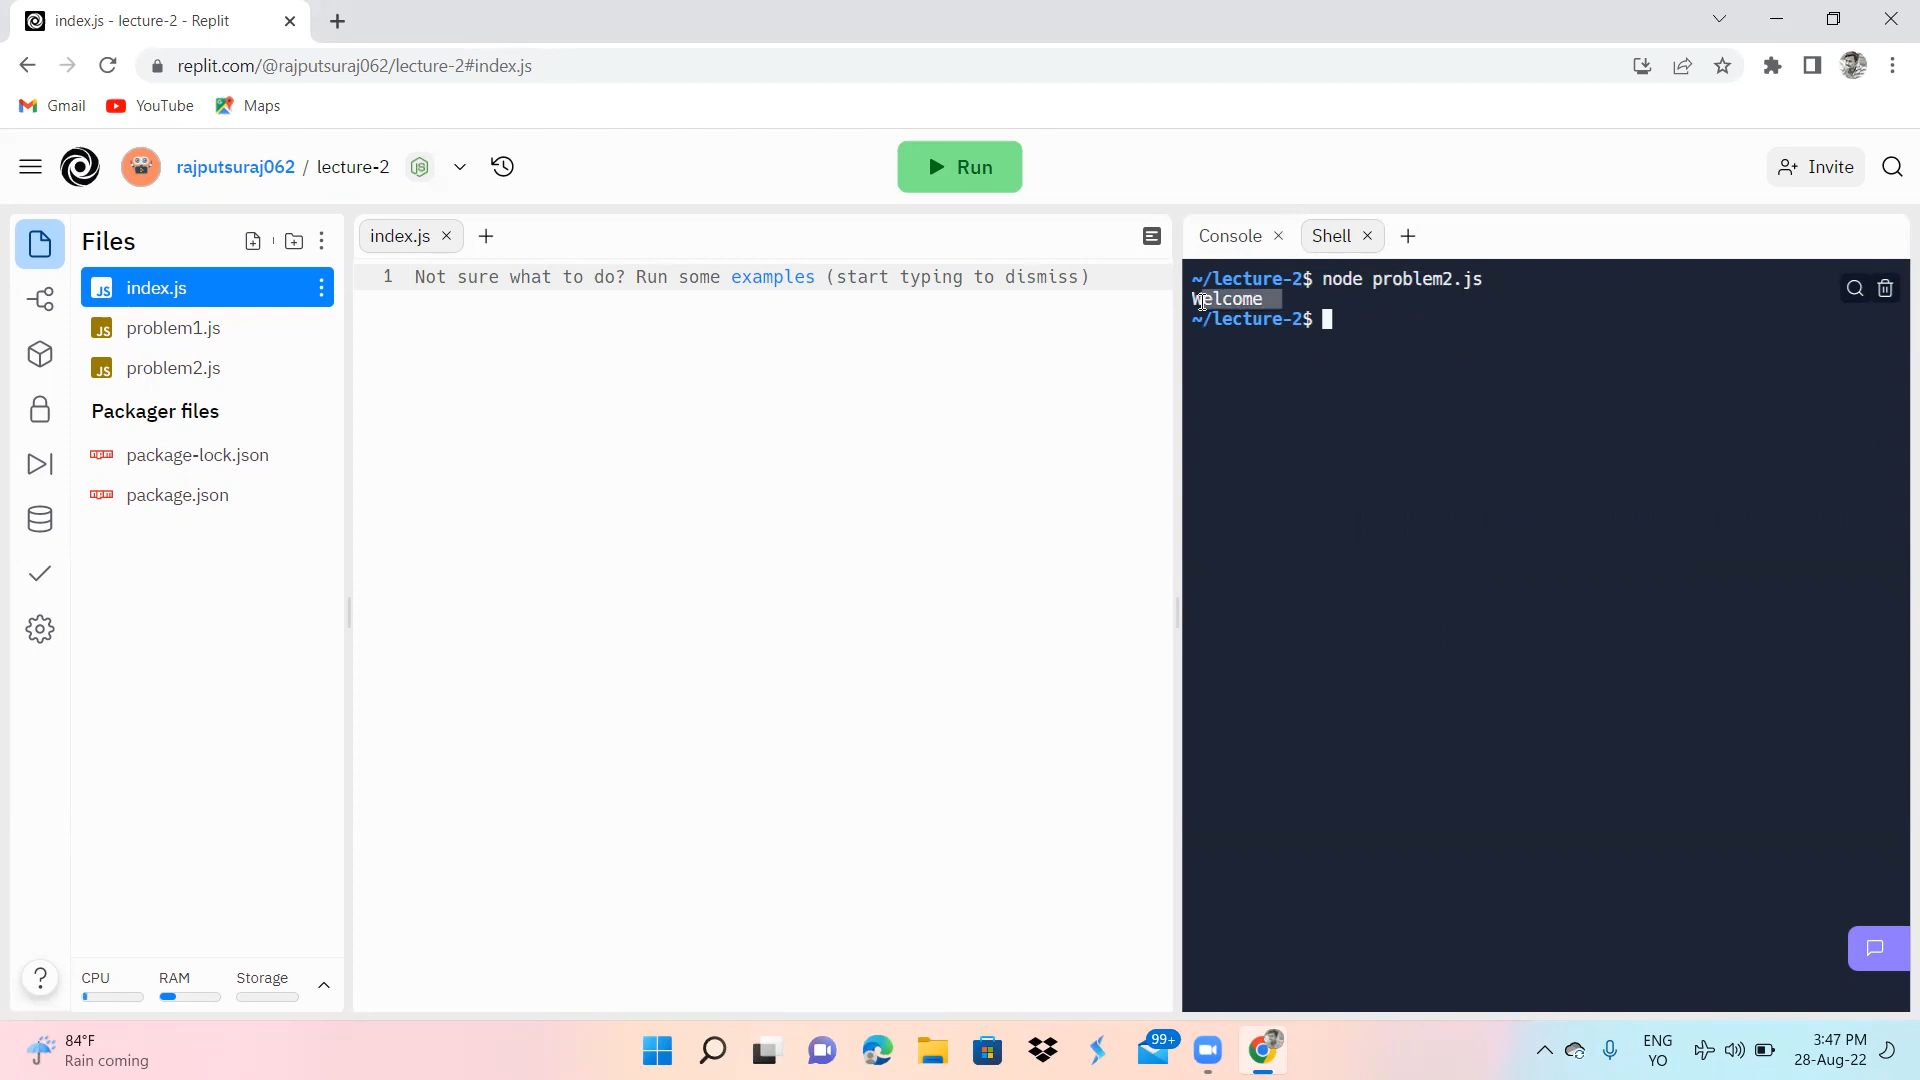 index.js - lecture-2 - Replit
replit.com/@rajputsuraj062/lecture-2#index.js
Gmail YouTube Maps
rajputsuraj062 / lecture-2 Run Invite
Files
index.js
problem1.js
problem2.js
Packager files
package-lock.json
package.json
CPU RAM Storage
index.js
1 Not sure what to do? Run some examples (start typing to dismiss)
Console Shell
~/lecture-2$ node problem2.js
Welcome
~/lecture-2$
84°F
Rain coming
99+
ENG
YO
3:47 PM
28-Aug-22